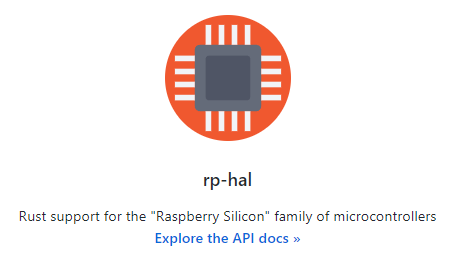 rp-hal
Rust support for the "Raspberry Silicon" family of microcontrollers
Explore the API docs »